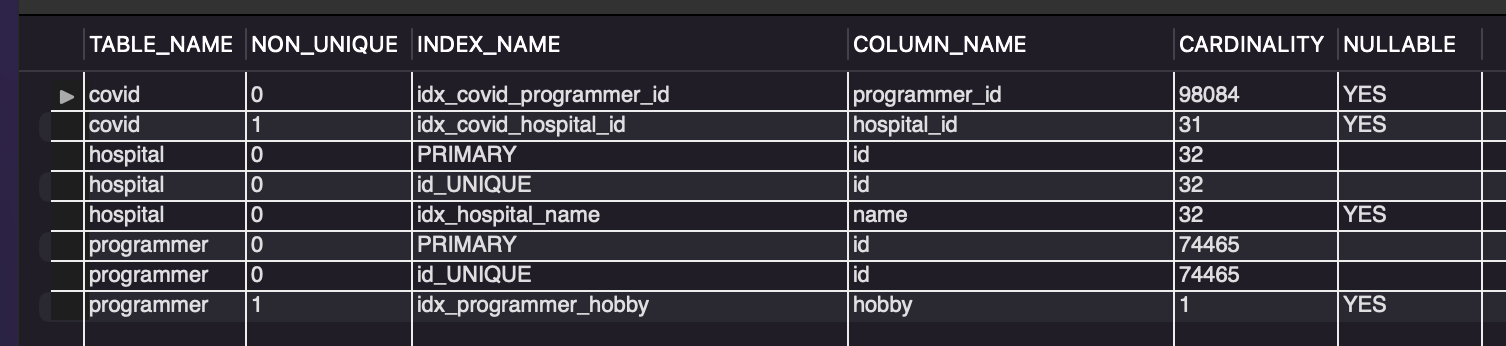 TABLE_NAME NON_UNIQUE INDEX_NAME COLUMN_NAME CARDINALITY NULLABLE
covid 0 idx_covid_programmer_id programmer_id 98084 YES
covid 1 idx_covid_hospital_id hospital_id 31 YES
hospital 0 PRIMARY id 32
hospital 0 id_UNIQUE id 32
hospital 0 idx_hospital_name name 32 YES
programmer 0 PRIMARY id 74465
programmer 0 id_UNIQUE id 74465
programmer 1 idx_programmer_hobby hobby 1 YES